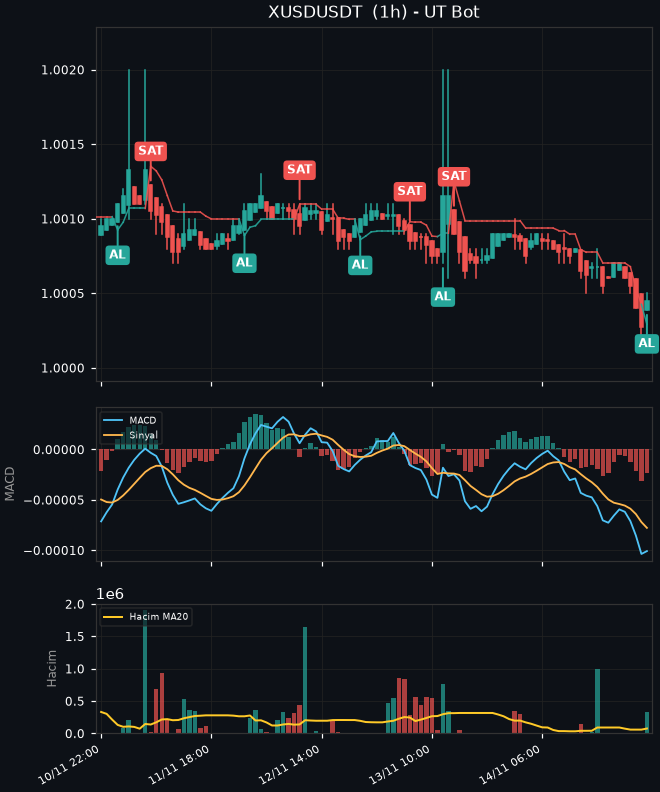 XUSDUSDT (1h) - UT Bot
1.0020
1.0015
1.0010
1.0005
1.0000
SAT
SAT
SAT
SAT
AL
AL
AL
AL
AL
MACD
Sinyal
0.00000
−0.00005
−0.00010
MACD
1e6
Hacim MA20
2.0
1.5
1.0
0.5
0.0
Hacim
10/11 22:00
11/11 18:00
12/11 14:00
13/11 10:00
14/11 06:00